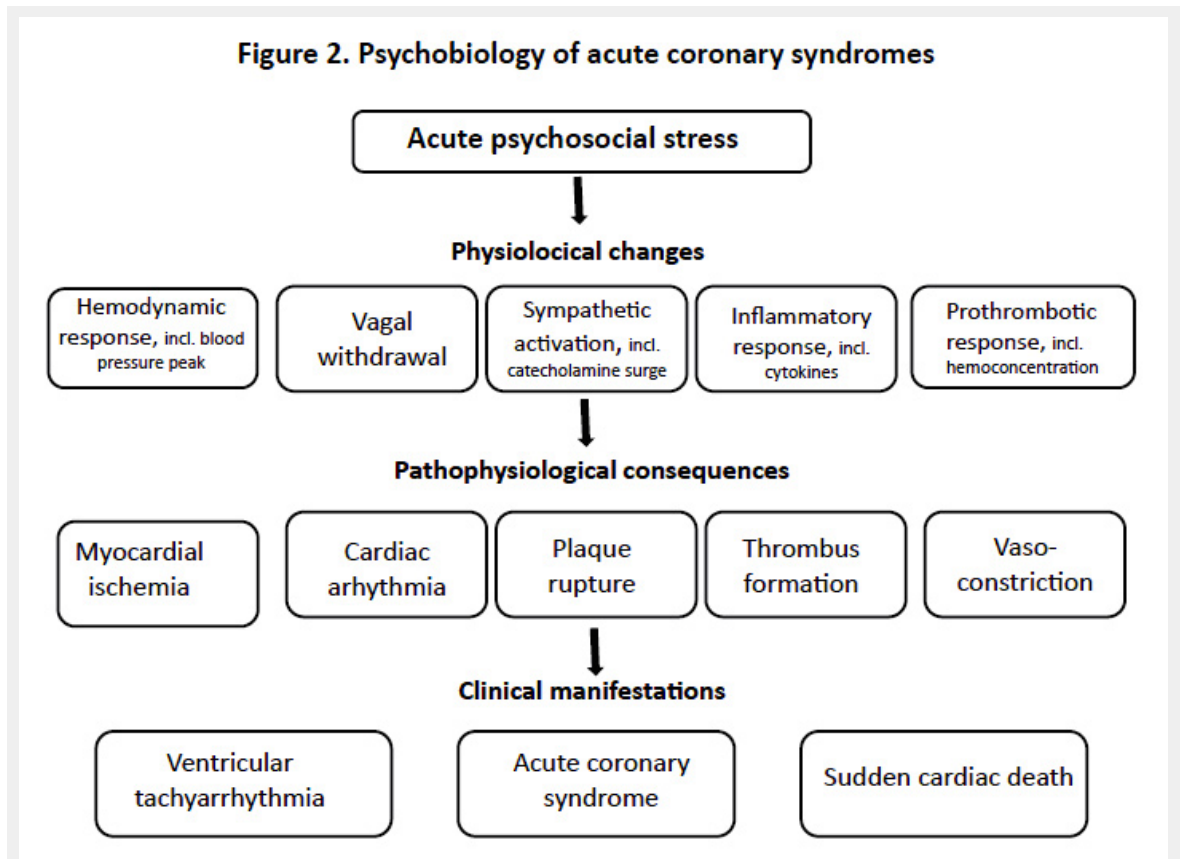 Figure 2. Psychobiology of acute coronary syndromes
Acute psychosocial stress
Physiolocical changes
Hemodynamic
response, incl. blood
pressure peak
Vagal
withdrawal
Sympathetic
activation, incl.
catecholamine surge
Inflammatory
response, incl.
cytokines
Prothrombotic
response, incl.
hemoconcentration
Pathophysiological consequences
Myocardial
ischemia
Cardiac
arhythmia
Plaque
rupture
Thrombus
formation
Vaso-
constriction
Clinical manifestations
Ventricular
tachyarrhythmia
Acute coronary
syndrome
Sudden cardiac death